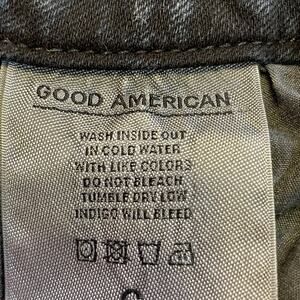 GOOD AMERICAN
WASH INSIDE OUT
IN COLD WATER
WITH LIKE COLORS
DO NOT BLEACH
TUMBLE DRY LOW
INDIGO WILL BLEED